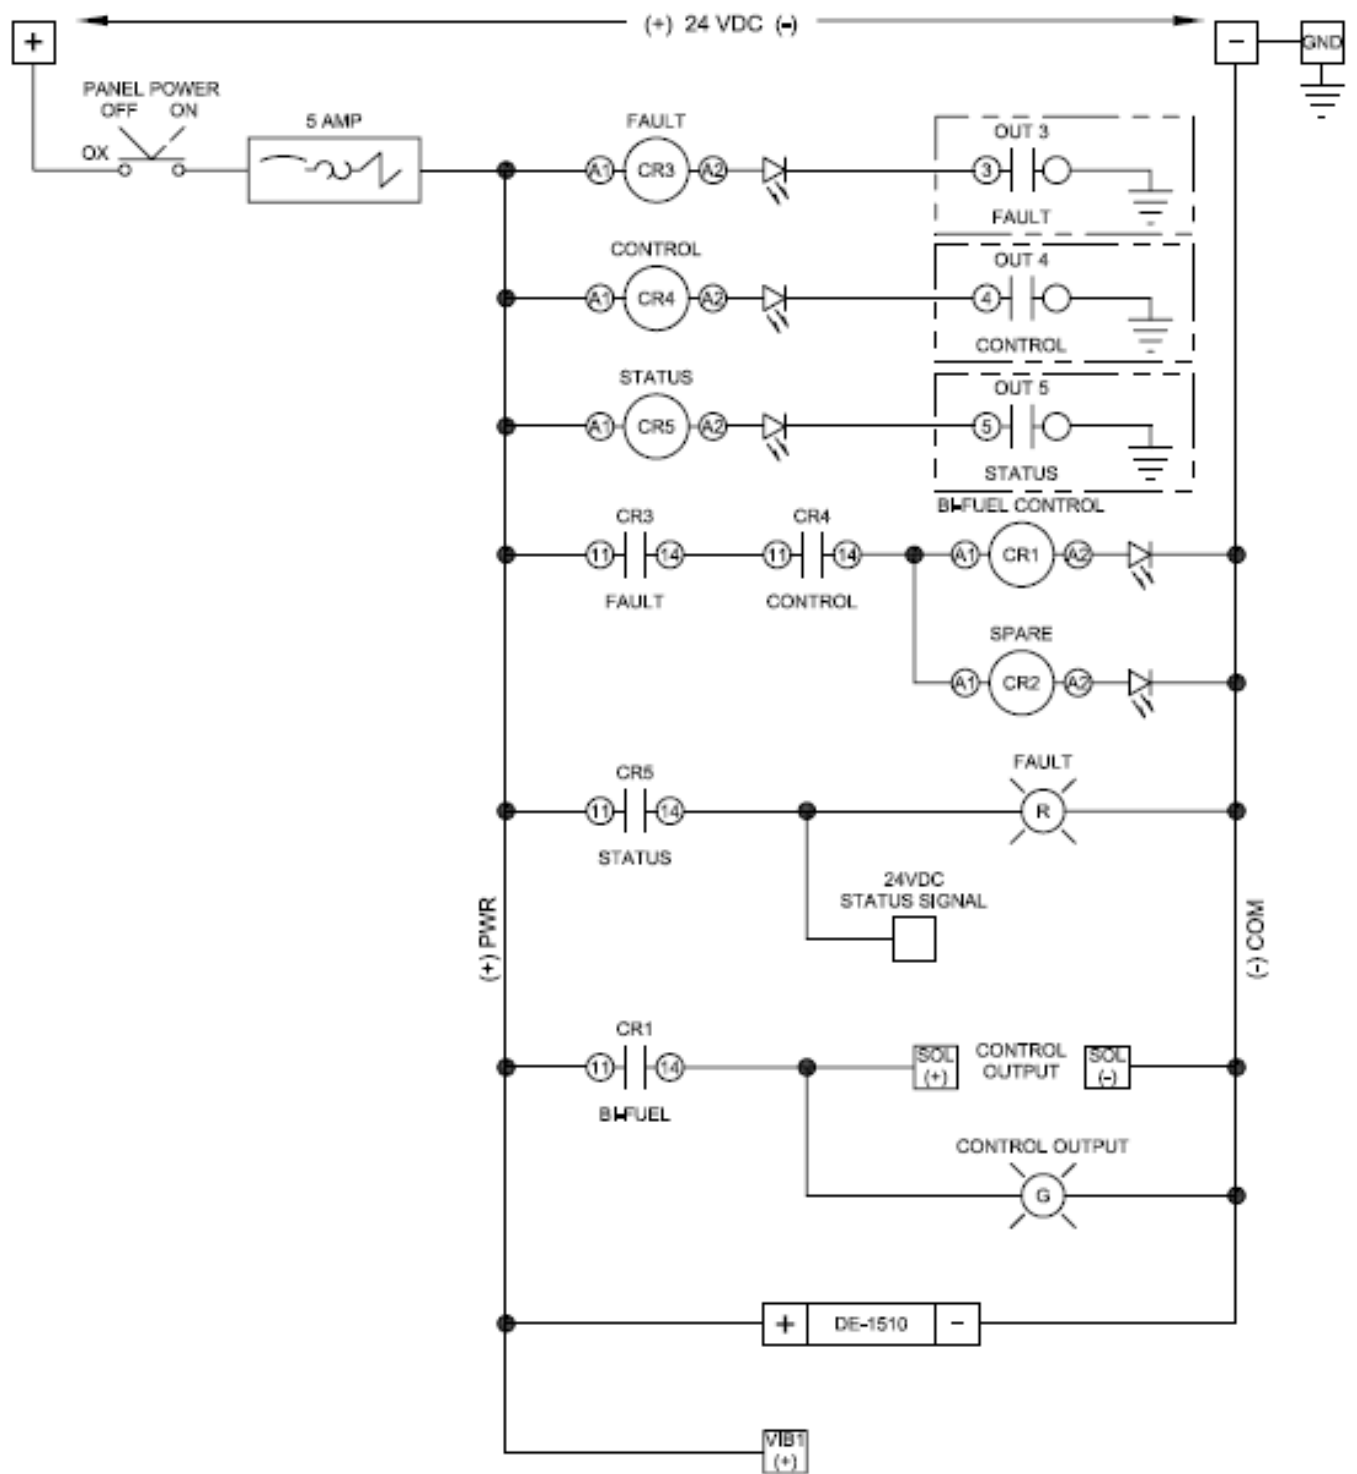 (+) 24 VDC (-)
+
-
GND
PANEL POWER
OFF ON
OX
5 AMP
FAULT
A1 CR3 A2
OUT 3
3
FAULT
CONTROL
A1 CR4 A2
OUT 4
4
CONTROL
STATUS
A1 CR5 A2
OUT 5
5
STATUS
BI-FUEL CONTROL
CR3
11 14
FAULT
CR4
11 14
CONTROL
A1 CR1 A2
SPARE
A1 CR2 A2
CR5
11 14
STATUS
FAULT
R
24VDC
STATUS SIGNAL
(+) PWR
(-) COM
CR1
11 14
BI-FUEL
SOL
(+)
CONTROL
OUTPUT
SOL
(-)
CONTROL OUTPUT
G
+ DE-1510 -
VIB1
(+)